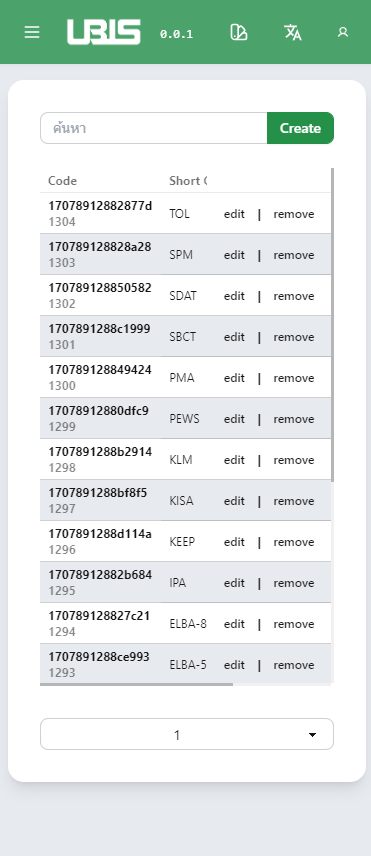 UBIS 0.0.1
ค้นหา Create
Code Short C
17078912882877d TOL edit | remove
1304
17078912828a28 SPM edit | remove
1303
170789128850582 SDAT edit | remove
1302
1707891288c1999 SBCT edit | remove
1301
170789128849424 PMA edit | remove
1300
17078912880dfc9 PEWS edit | remove
1299
1707891288b2914 KLM edit | remove
1298
1707891288bf8f5 KISA edit | remove
1297
1707891288d114a KEEP edit | remove
1296
17078912882b684 IPA edit | remove
1295
17078912827c21 ELBA-8 edit | remove
1294
1707891288ce993 ELBA-5 edit | remove
1293
1